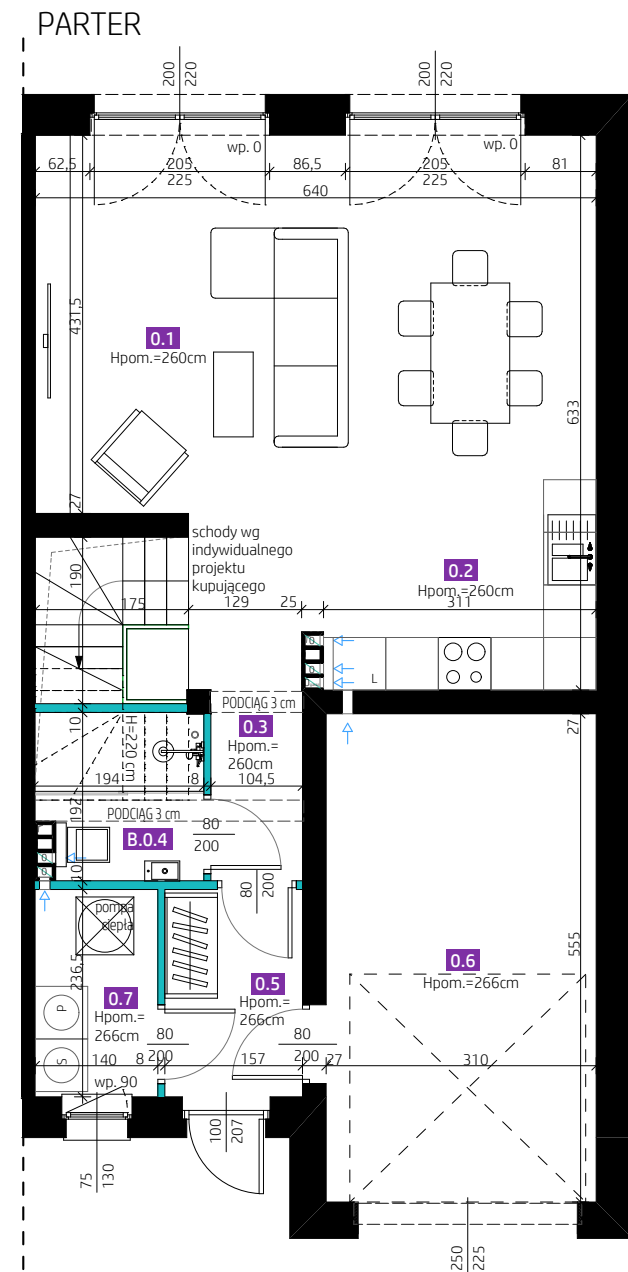 PARTER
200
220
200
220
wp. 0
wp. 0
62,5
205
225
86,5
205
225
81
640
431,5
0.1
Hpom.=260cm
633
27
schody wg
indywidualnego
projektu
kupującego
190
0.2
Hpom.=260cm
175
129
25
311
L
PODCIĄG 3 cm
10
H=220 cm
0.3
Hpom.=
260cm
27
194
8
104,5
192
PODCIĄG 3 cm
B.0.4
80
200
10
80
200
pompa
ciepła
236,5
555
0.6
Hpom.=266cm
0.5
Hpom.=
266cm
0.7
Hpom.=
266cm
P
S
80
200
80
200
140
8
157
27
310
wp. 90
100
207
75
130
250
225